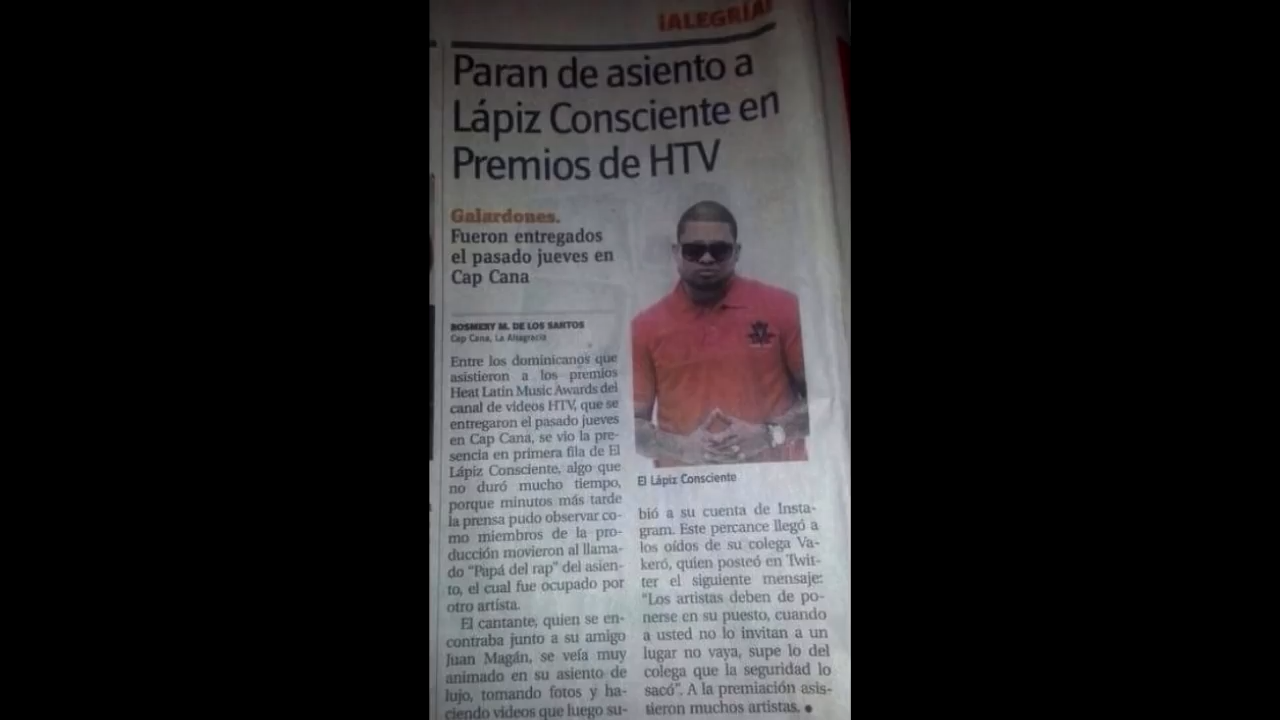 ¡ALEGRÍA!
Paran de asiento a
Lápiz Consciente en
Premios de HTV
Galardones.
Fueron entregados
el pasado jueves en
Cap Cana
ROSMERY M. DE LOS SANTOS
Cap Cana, La Altagracia
Entre los dominicanos que
asistieron a los premios
Heat Latin Music Awards del
canal de videos HTV, que se
entregaron el pasado jueves
en Cap Cana, se vio la pre-
sencia en primera fila de El
Lápiz Consciente, algo que
no duró mucho tiempo,
porque minutos más tarde
la prensa pudo observar co-
mo miembros de la pro-
ducción movieron al llama-
do “Papá del rap” del asien-
to, el cual fue ocupado por
otro artista.
El cantante, quien se en-
contraba junto a su amigo
Juan Magán, se veía muy
animado en su asiento de
lujo, tomando fotos y ha-
ciendo videos que luego su-
El Lápiz Consciente
bió a su cuenta de Insta-
gram. Este percance llegó a
los oídos de su colega Va-
keró, quien posteó en Twit-
ter el siguiente mensaje:
“Los artistas deben de po-
nerse en su puesto, cuando
a usted no lo invitan a un
lugar no vaya, supe lo del
colega que la seguridad lo
sacó”. A la premiación asis-
tieron muchos artistas. ●